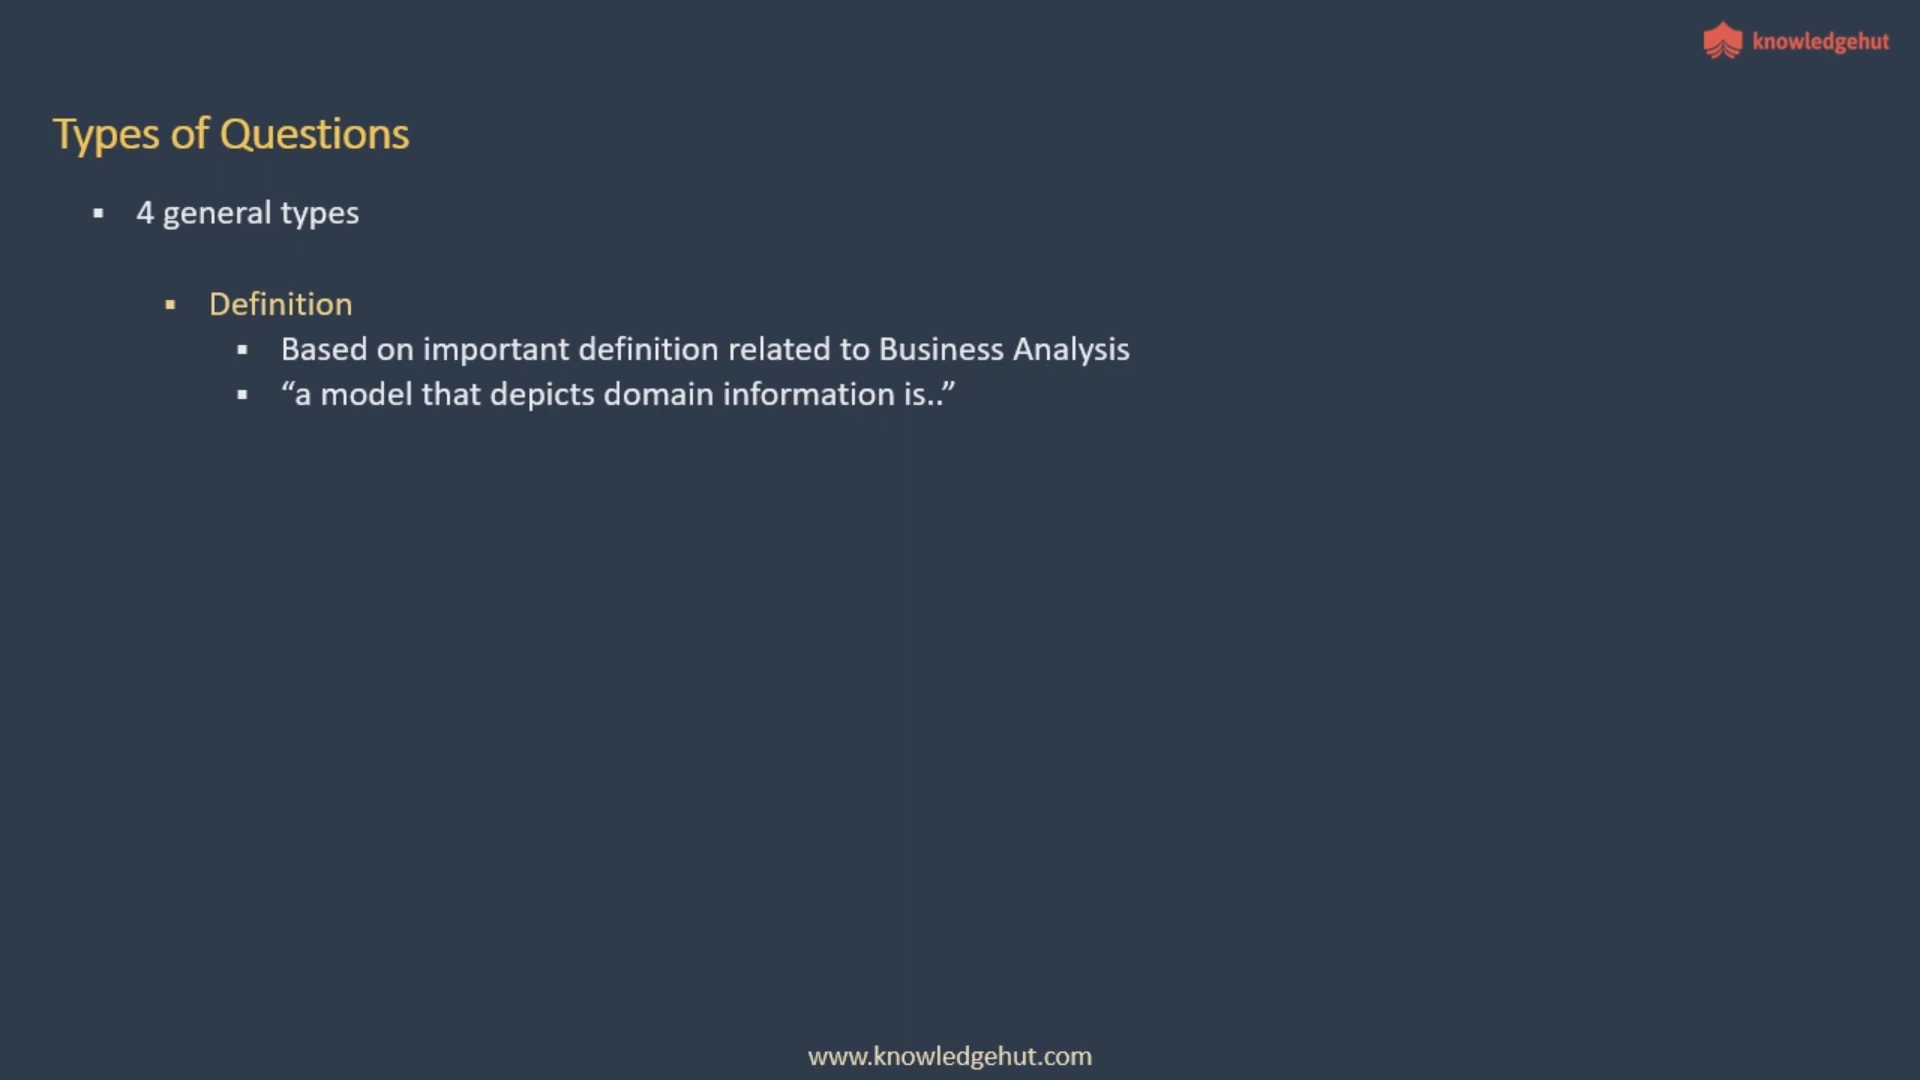 knowledgehut
Types of Questions
▪ 4 general types
▪ Definition
▪ Based on important definition related to Business Analysis
▪ “a model that depicts domain information is..”
www.knowledgehut.com